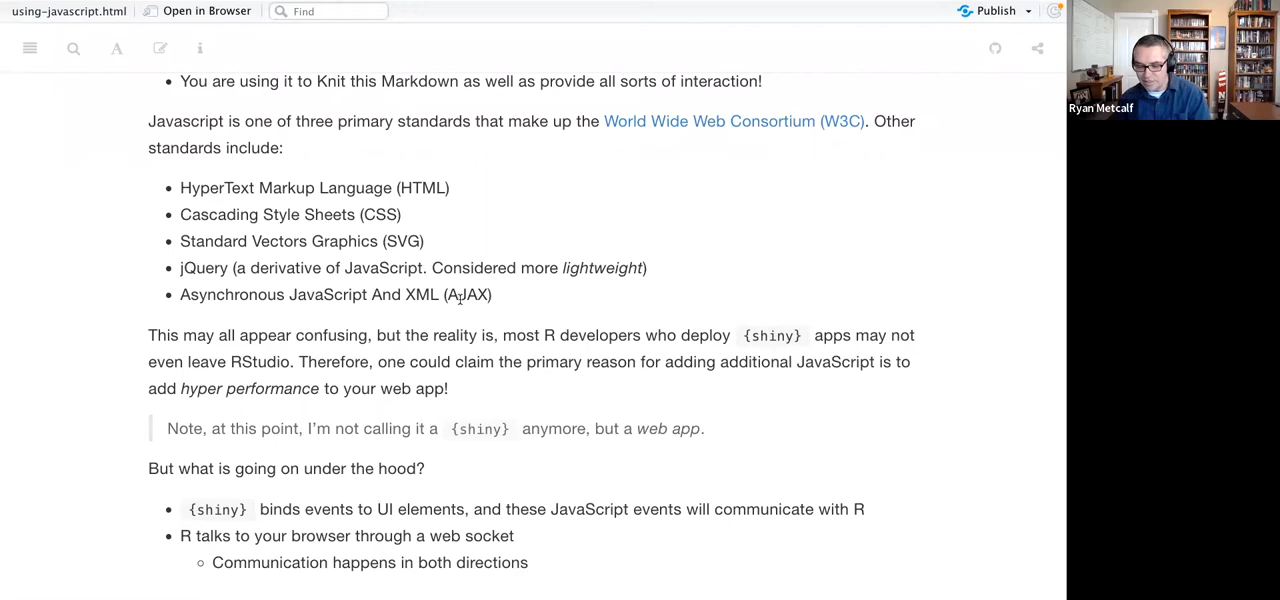 using-javascript.html
Open in Browser
Find
Publish
Ryan Metcalf
You are using it to Knit this Markdown as well as provide all sorts of interaction!
Javascript is one of three primary standards that make up the World Wide Web Consortium (W3C). Other
standards include:
HyperText Markup Language (HTML)
Cascading Style Sheets (CSS)
Standard Vectors Graphics (SVG)
jQuery (a derivative of JavaScript. Considered more lightweight)
Asynchronous JavaScript And XML (AJAX)
This may all appear confusing, but the reality is, most R developers who deploy {shiny} apps may not
even leave RStudio. Therefore, one could claim the primary reason for adding additional JavaScript is to
add hyper performance to your web app!
Note, at this point, I'm not calling it a {shiny} anymore, but a web app.
But what is going on under the hood?
{shiny} binds events to UI elements, and these JavaScript events will communicate with R
R talks to your browser through a web socket
Communication happens in both directions